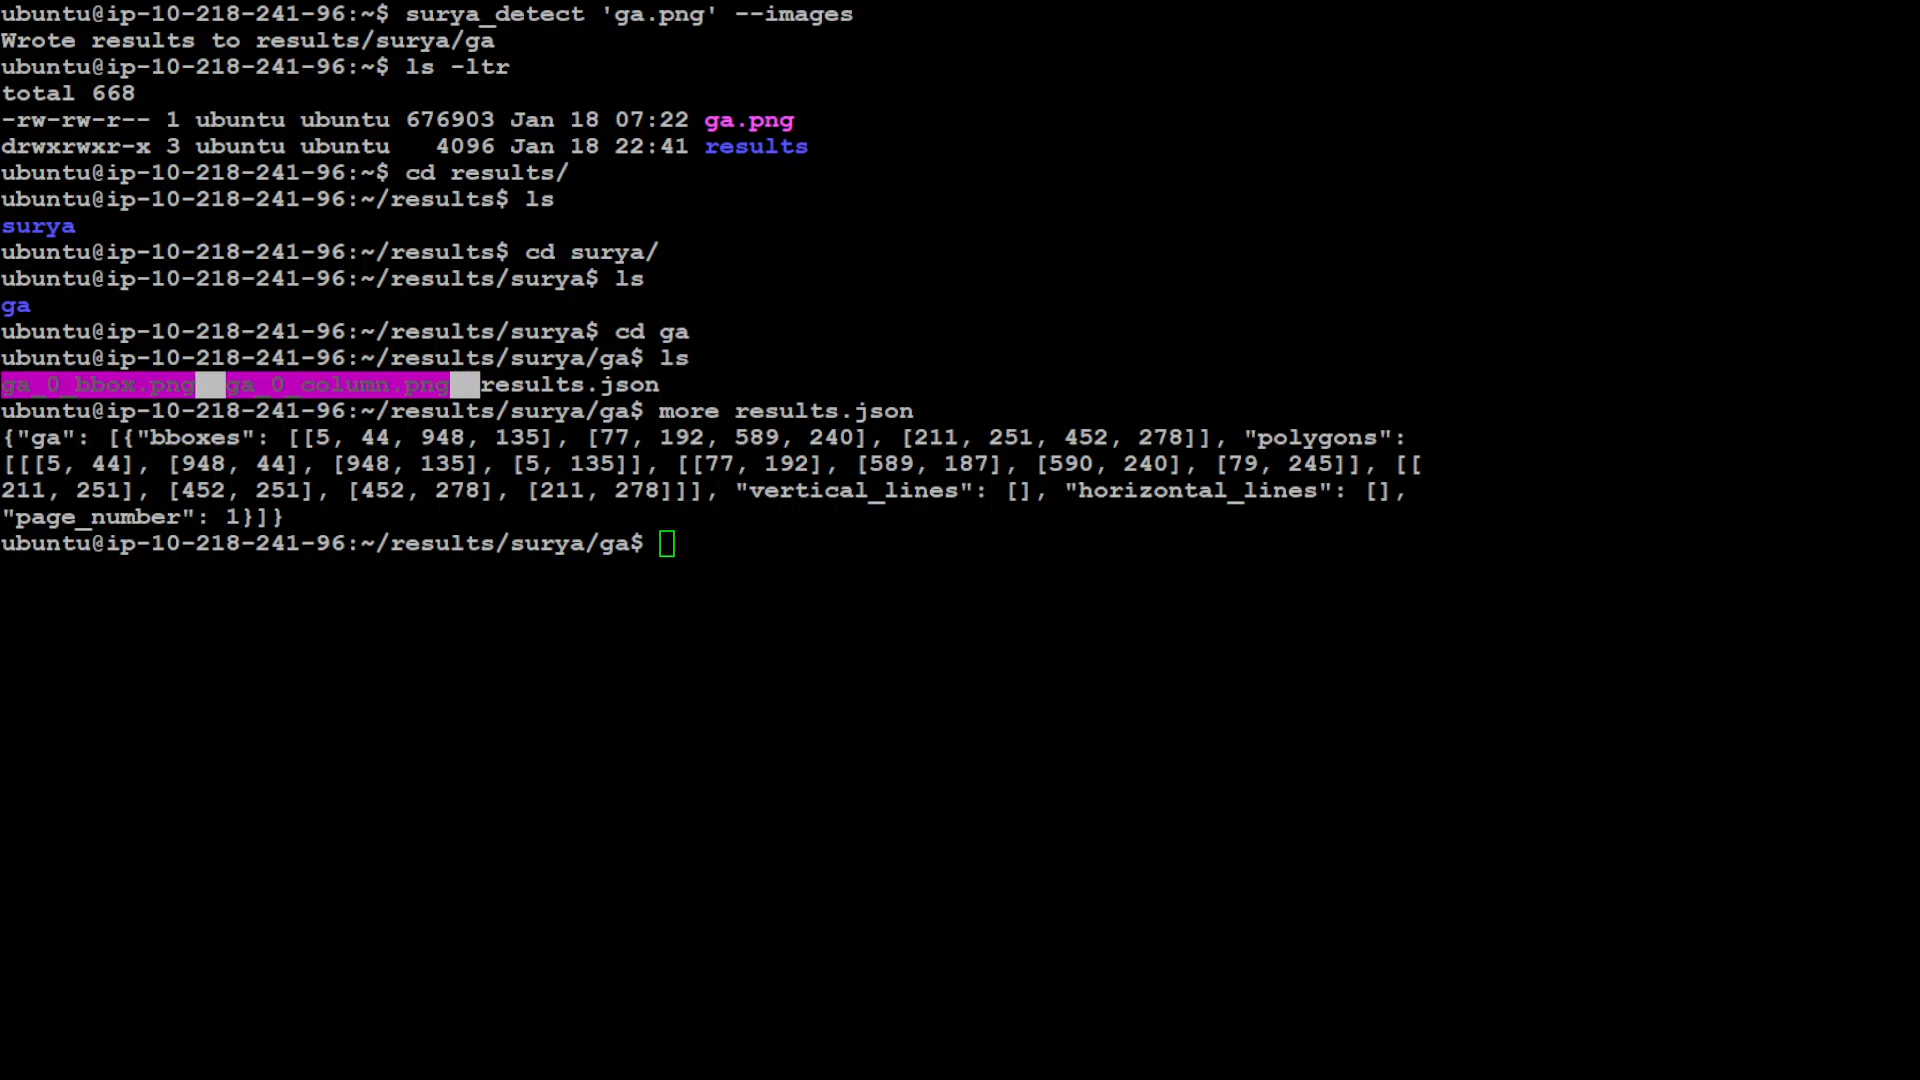 ubuntu@ip-10-218-241-96:~$ surya_detect 'ga.png' --images
Wrote results to results/surya/ga
ubuntu@ip-10-218-241-96:~$ ls -ltr
total 668
-rw-rw-r-- 1 ubuntu ubuntu 676903 Jan 18 07:22 ga.png
drwxrwxr-x 3 ubuntu ubuntu   4096 Jan 18 22:41 results
ubuntu@ip-10-218-241-96:~$ cd results/
ubuntu@ip-10-218-241-96:~/results$ ls
surya
ubuntu@ip-10-218-241-96:~/results$ cd surya/
ubuntu@ip-10-218-241-96:~/results/surya$ ls
ga
ubuntu@ip-10-218-241-96:~/results/surya$ cd ga
ubuntu@ip-10-218-241-96:~/results/surya/ga$ ls
ga_0_bbox.png  ga_0_column.png  results.json
ubuntu@ip-10-218-241-96:~/results/surya/ga$ more results.json
{"ga": [{"bboxes": [[5, 44, 948, 135], [77, 192, 589, 240], [211, 251, 452, 278]], "polygons":
[[[5, 44], [948, 44], [948, 135], [5, 135]], [[77, 192], [589, 187], [590, 240], [79, 245]], [[
211, 251], [452, 251], [452, 278], [211, 278]]], "vertical_lines": [], "horizontal_lines": [],
"page_number": 1}]}
ubuntu@ip-10-218-241-96:~/results/surya/ga$